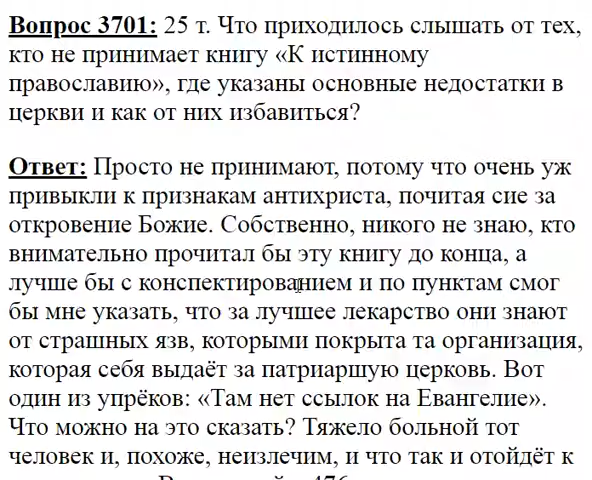 Вопрос 3701: 25 т. Что приходилось слышать от тех,
кто не принимает книгу «К истинному
православию», где указаны основные недостатки в
церкви и как от них избавиться?
Ответ: Просто не принимают, потому что очень уж
привыкли к признакам антихриста, почитая сие за
откровение Божие. Собственно, никого не знаю, кто
внимательно прочитал бы эту книгу до конца, а
лучше бы с конспектированием и по пунктам смог
бы мне указать, что за лучшее лекарство они знают
от страшных язв, которыми покрыта та организация,
которая себя выдаёт за патриаршую церковь. Вот
один из упрёков: «Там нет ссылок на Евангелие».
Что можно на это сказать? Тяжело больной тот
человек и, похоже, неизлечим, и что так и отойдёт к